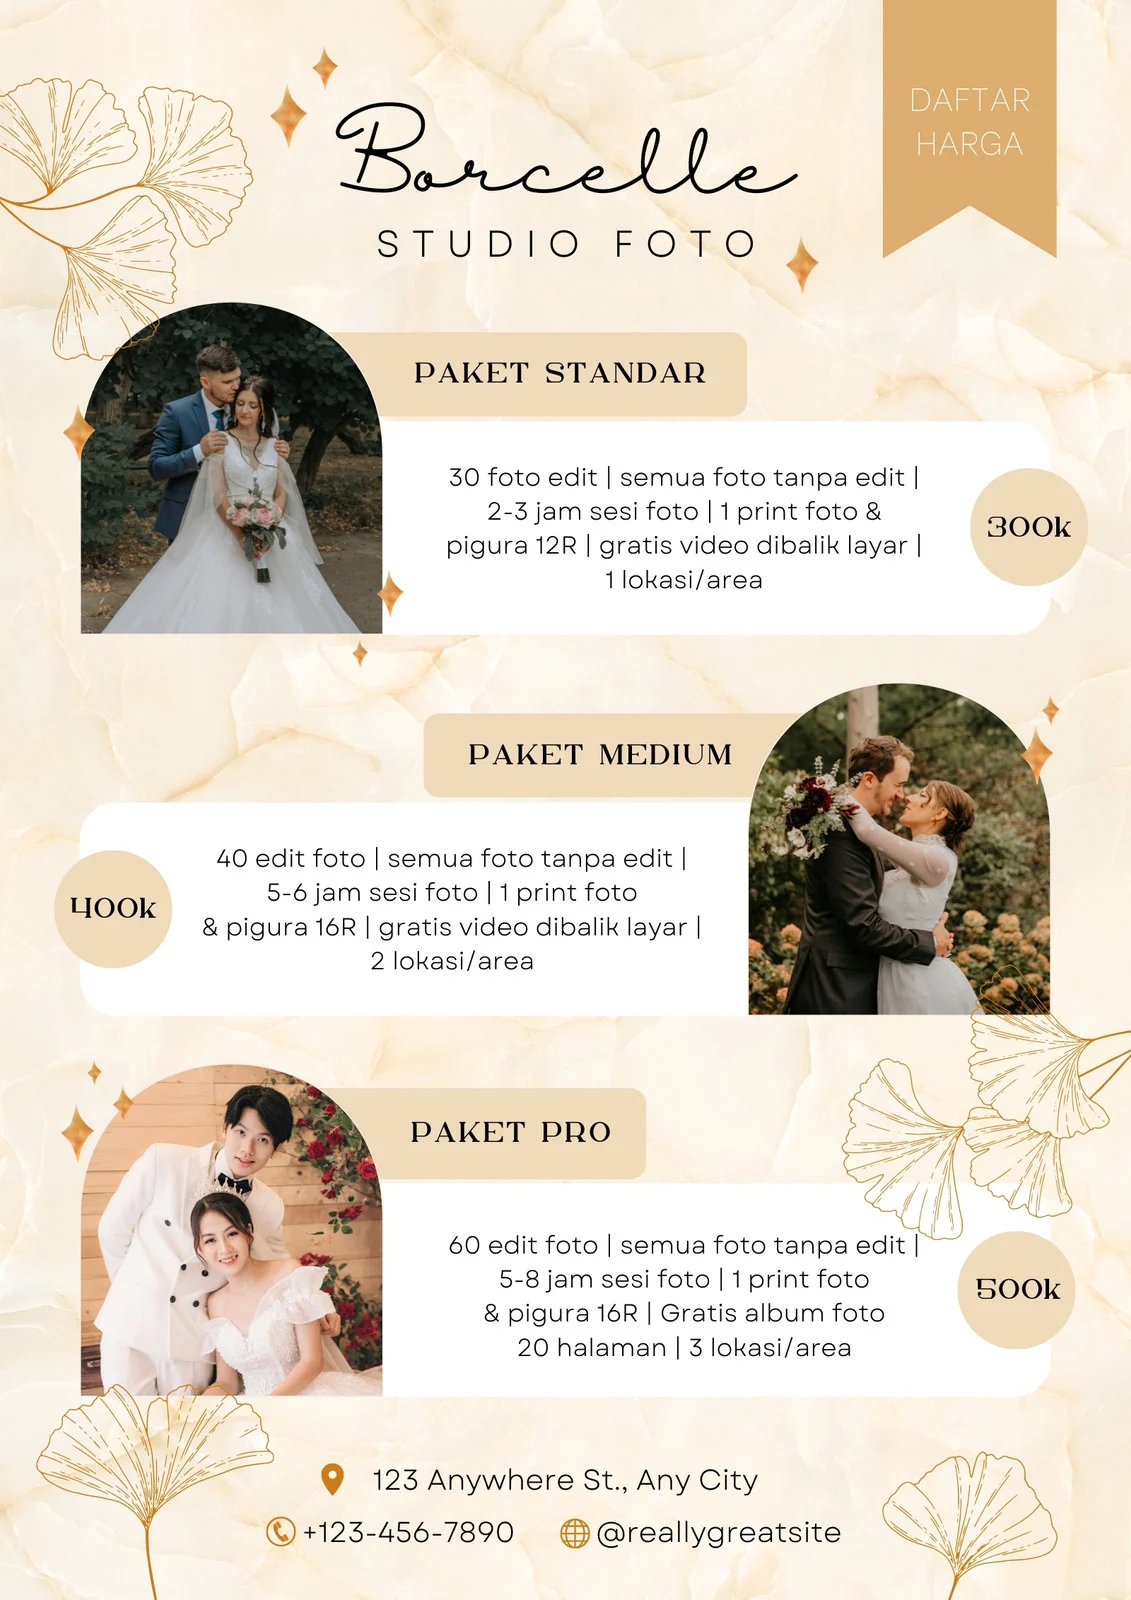 DAFTAR
HARGA
Borcelle
STUDIO FOTO
PAKET STANDAR
30 foto edit | semua foto tanpa edit |
2-3 jam sesi foto | 1 print foto &
pigura 12R | gratis video dibalik layar |
1 lokasi/area
300k
PAKET MEDIUM
40 edit foto | semua foto tanpa edit |
5-6 jam sesi foto | 1 print foto
& pigura 16R | gratis video dibalik layar |
2 lokasi/area
400k
PAKET PRO
60 edit foto | semua foto tanpa edit |
5-8 jam sesi foto | 1 print foto
& pigura 16R | Gratis album foto
20 halaman | 3 lokasi/area
500k
123 Anywhere St., Any City
+123-456-7890
@reallygreatsite